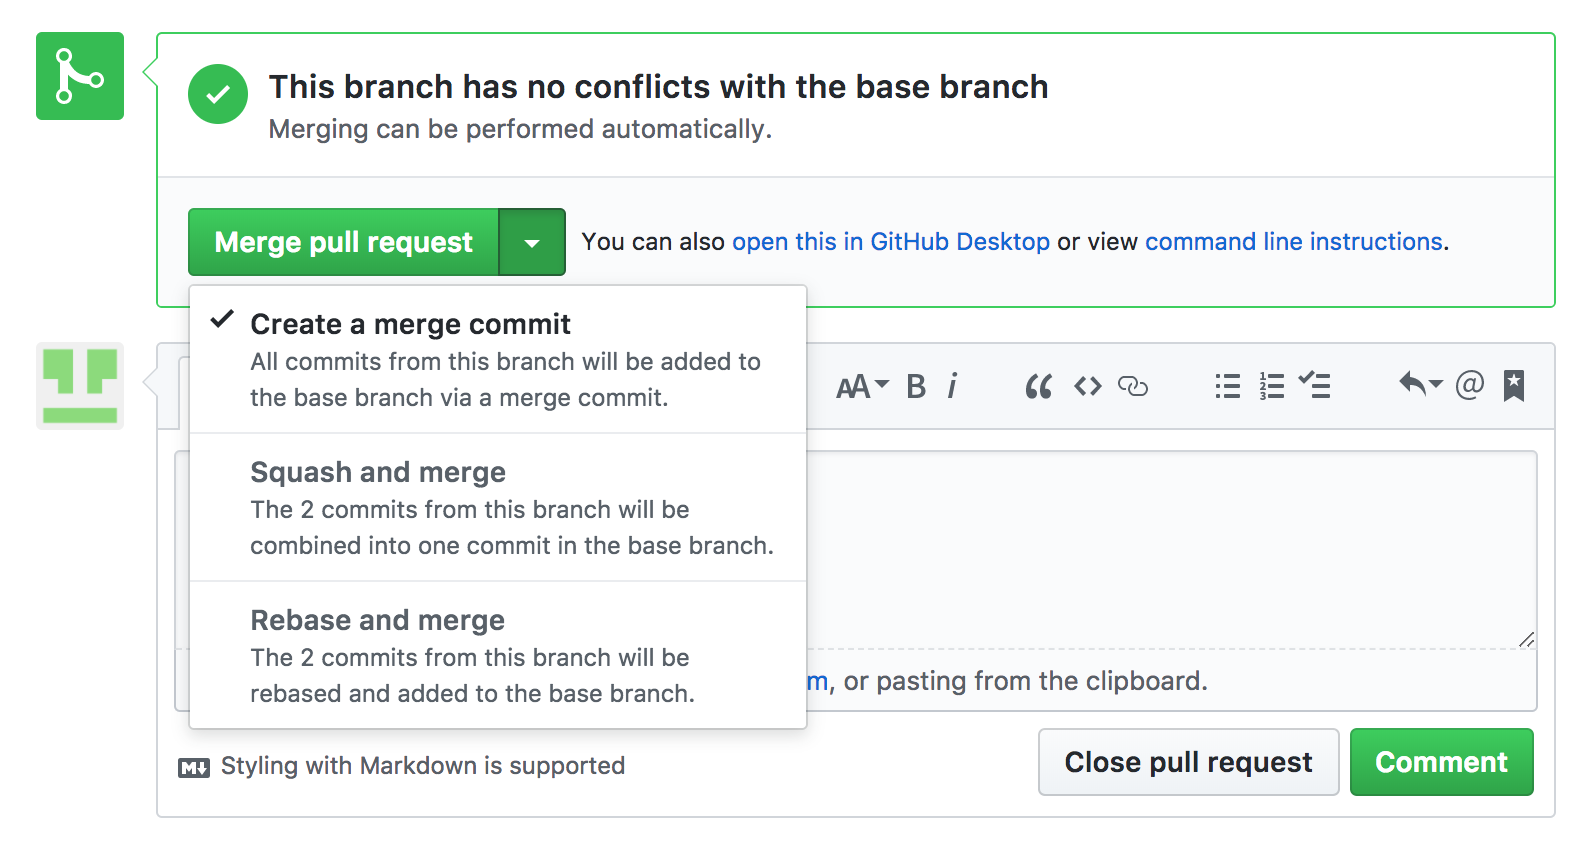 This branch has no conflicts with the base branch
Merging can be performed automatically.
Merge pull request
You can also open this in GitHub Desktop or view command line instructions.
Create a merge commit
All commits from this branch will be added to
the base branch via a merge commit.
AA B i
“ <> 
1
2
3
@
Squash and merge
The 2 commits from this branch will be
combined into one commit in the base branch.
Rebase and merge
The 2 commits from this branch will be
rebased and added to the base branch.
m, or pasting from the clipboard.
M Styling with Markdown is supported
Close pull request
Comment